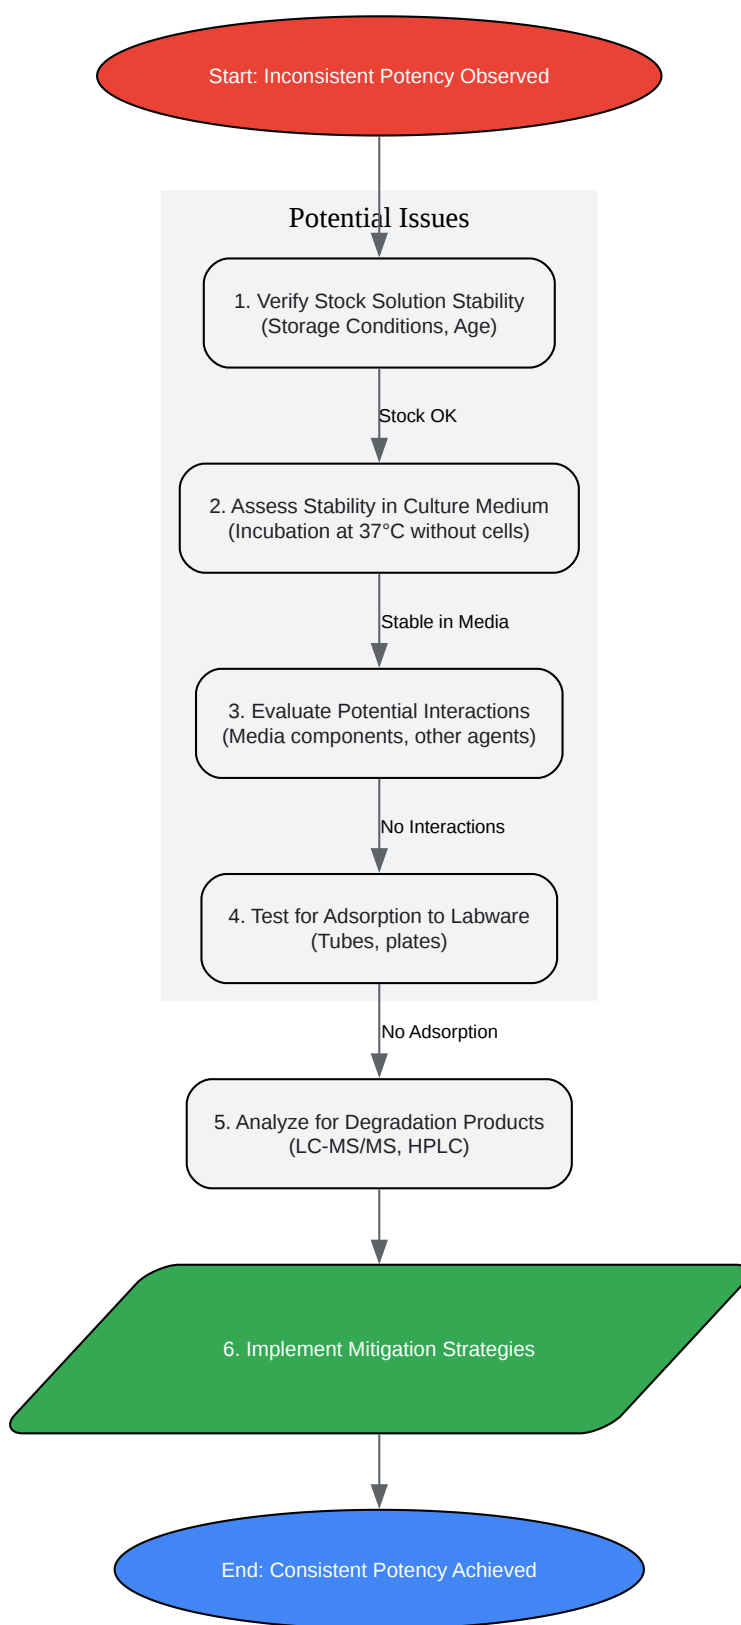 Start: Inconsistent Potency Observed
Potential Issues
1. Verify Stock Solution Stability
(Storage Conditions, Age)
Stock OK
2. Assess Stability in Culture Medium
(Incubation at 37°C without cells)
Stable in Media
3. Evaluate Potential Interactions
(Media components, other agents)
No Interactions
4. Test for Adsorption to Labware
(Tubes, plates)
No Adsorption
5. Analyze for Degradation Products
(LC-MS/MS, HPLC)
6. Implement Mitigation Strategies
End: Consistent Potency Achieved